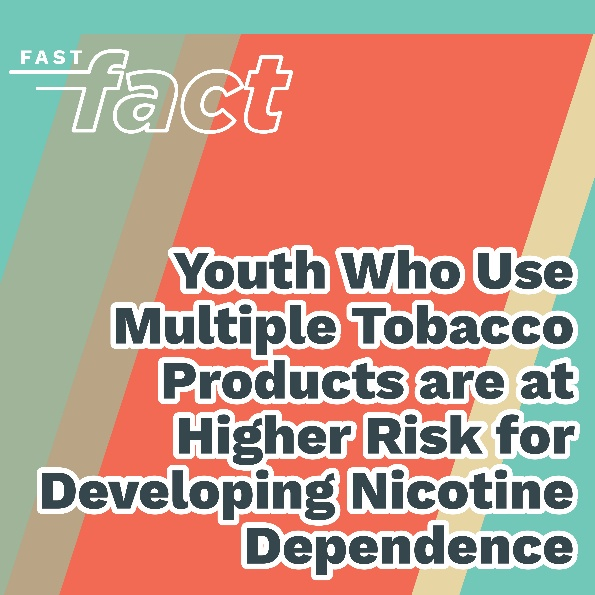 FAST
fact
Youth Who Use
Multiple Tobacco
Products are at
Higher Risk for
Developing Nicotine
Dependence